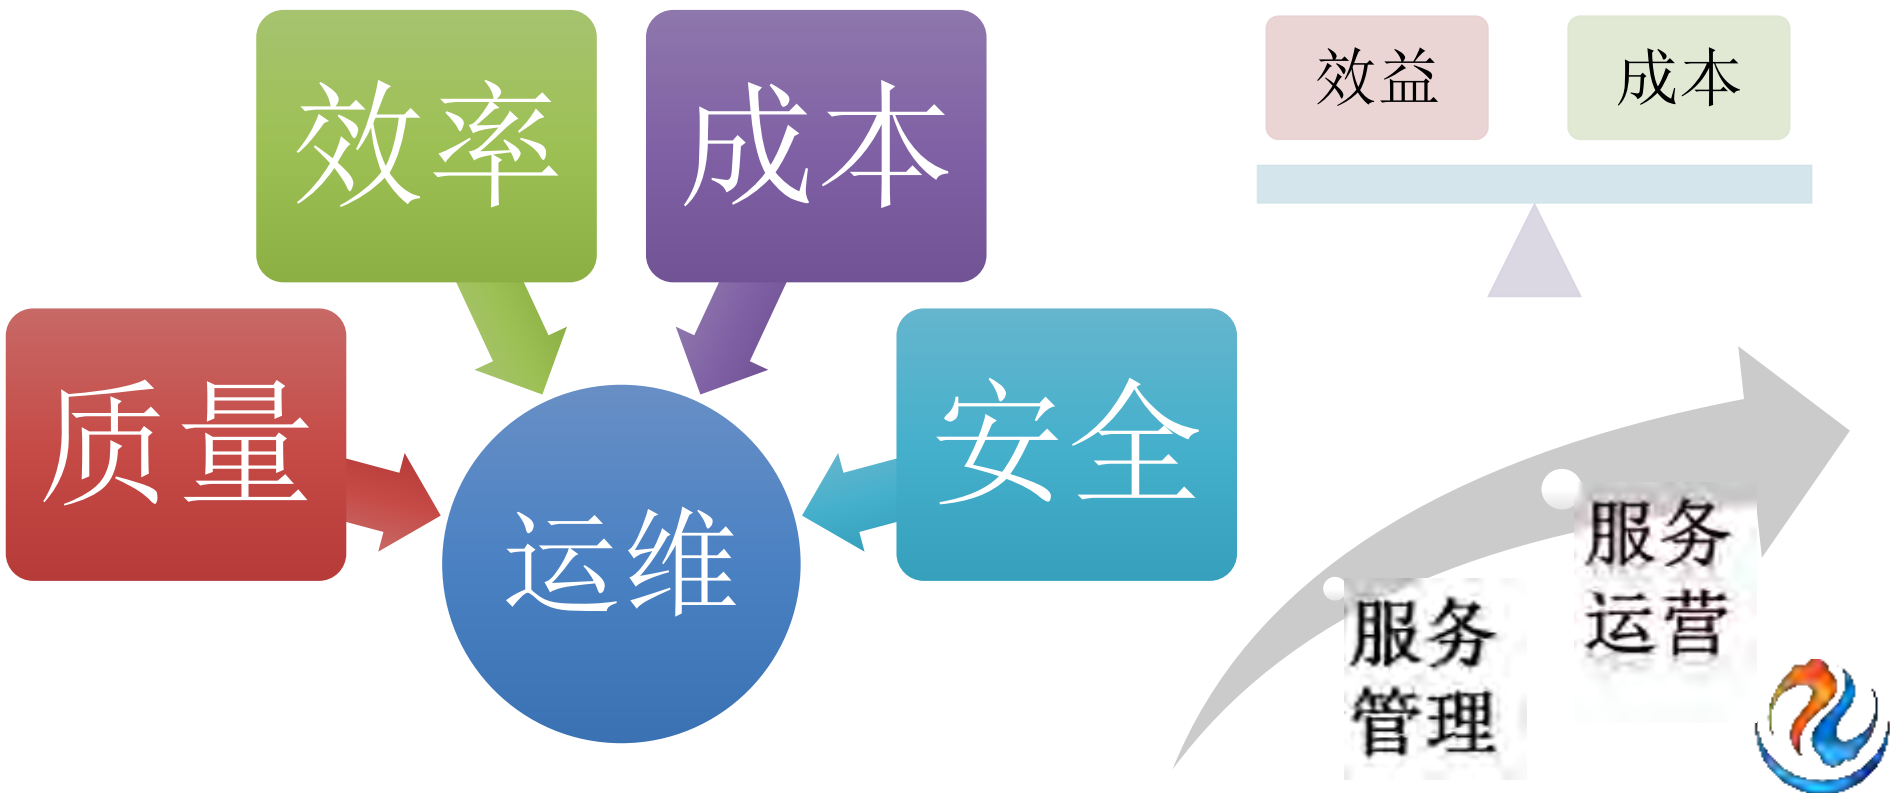 效率
成本
质量
安全
运维
效益
成本
服务
管理
服务
运营